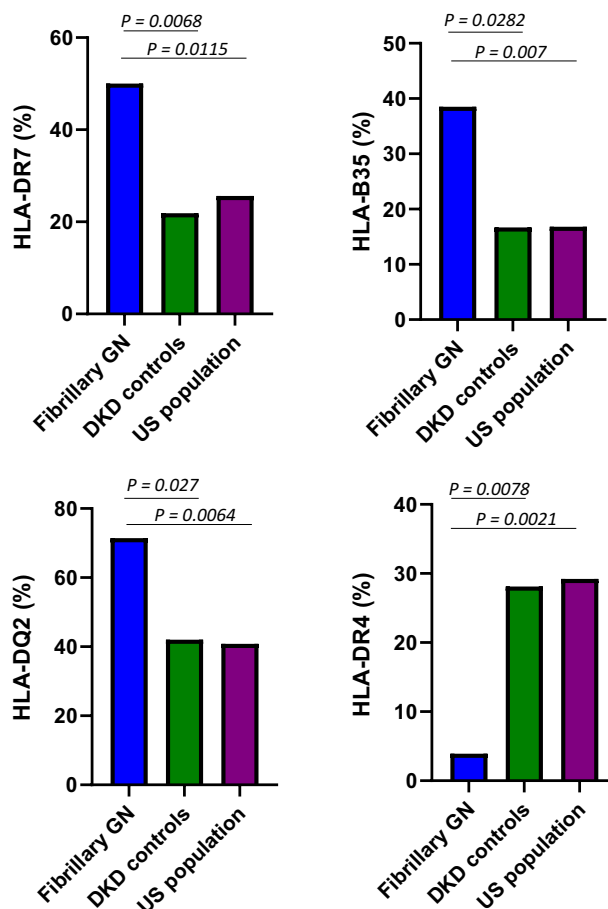 P = 0.0068
P = 0.0115
HLA-DR7 (%)
60
40
20
0
Fibrillary GN
DKD controls
US population
P = 0.0282
P = 0.007
HLA-B35 (%)
50
40
30
20
10
0
Fibrillary GN
DKD controls
US population
P = 0.027
P = 0.0064
HLA-DQ2 (%)
80
60
40
20
0
Fibrillary GN
DKD controls
US population
P = 0.0078
P = 0.0021
HLA-DR4 (%)
40
30
20
10
0
Fibrillary GN
DKD controls
US population